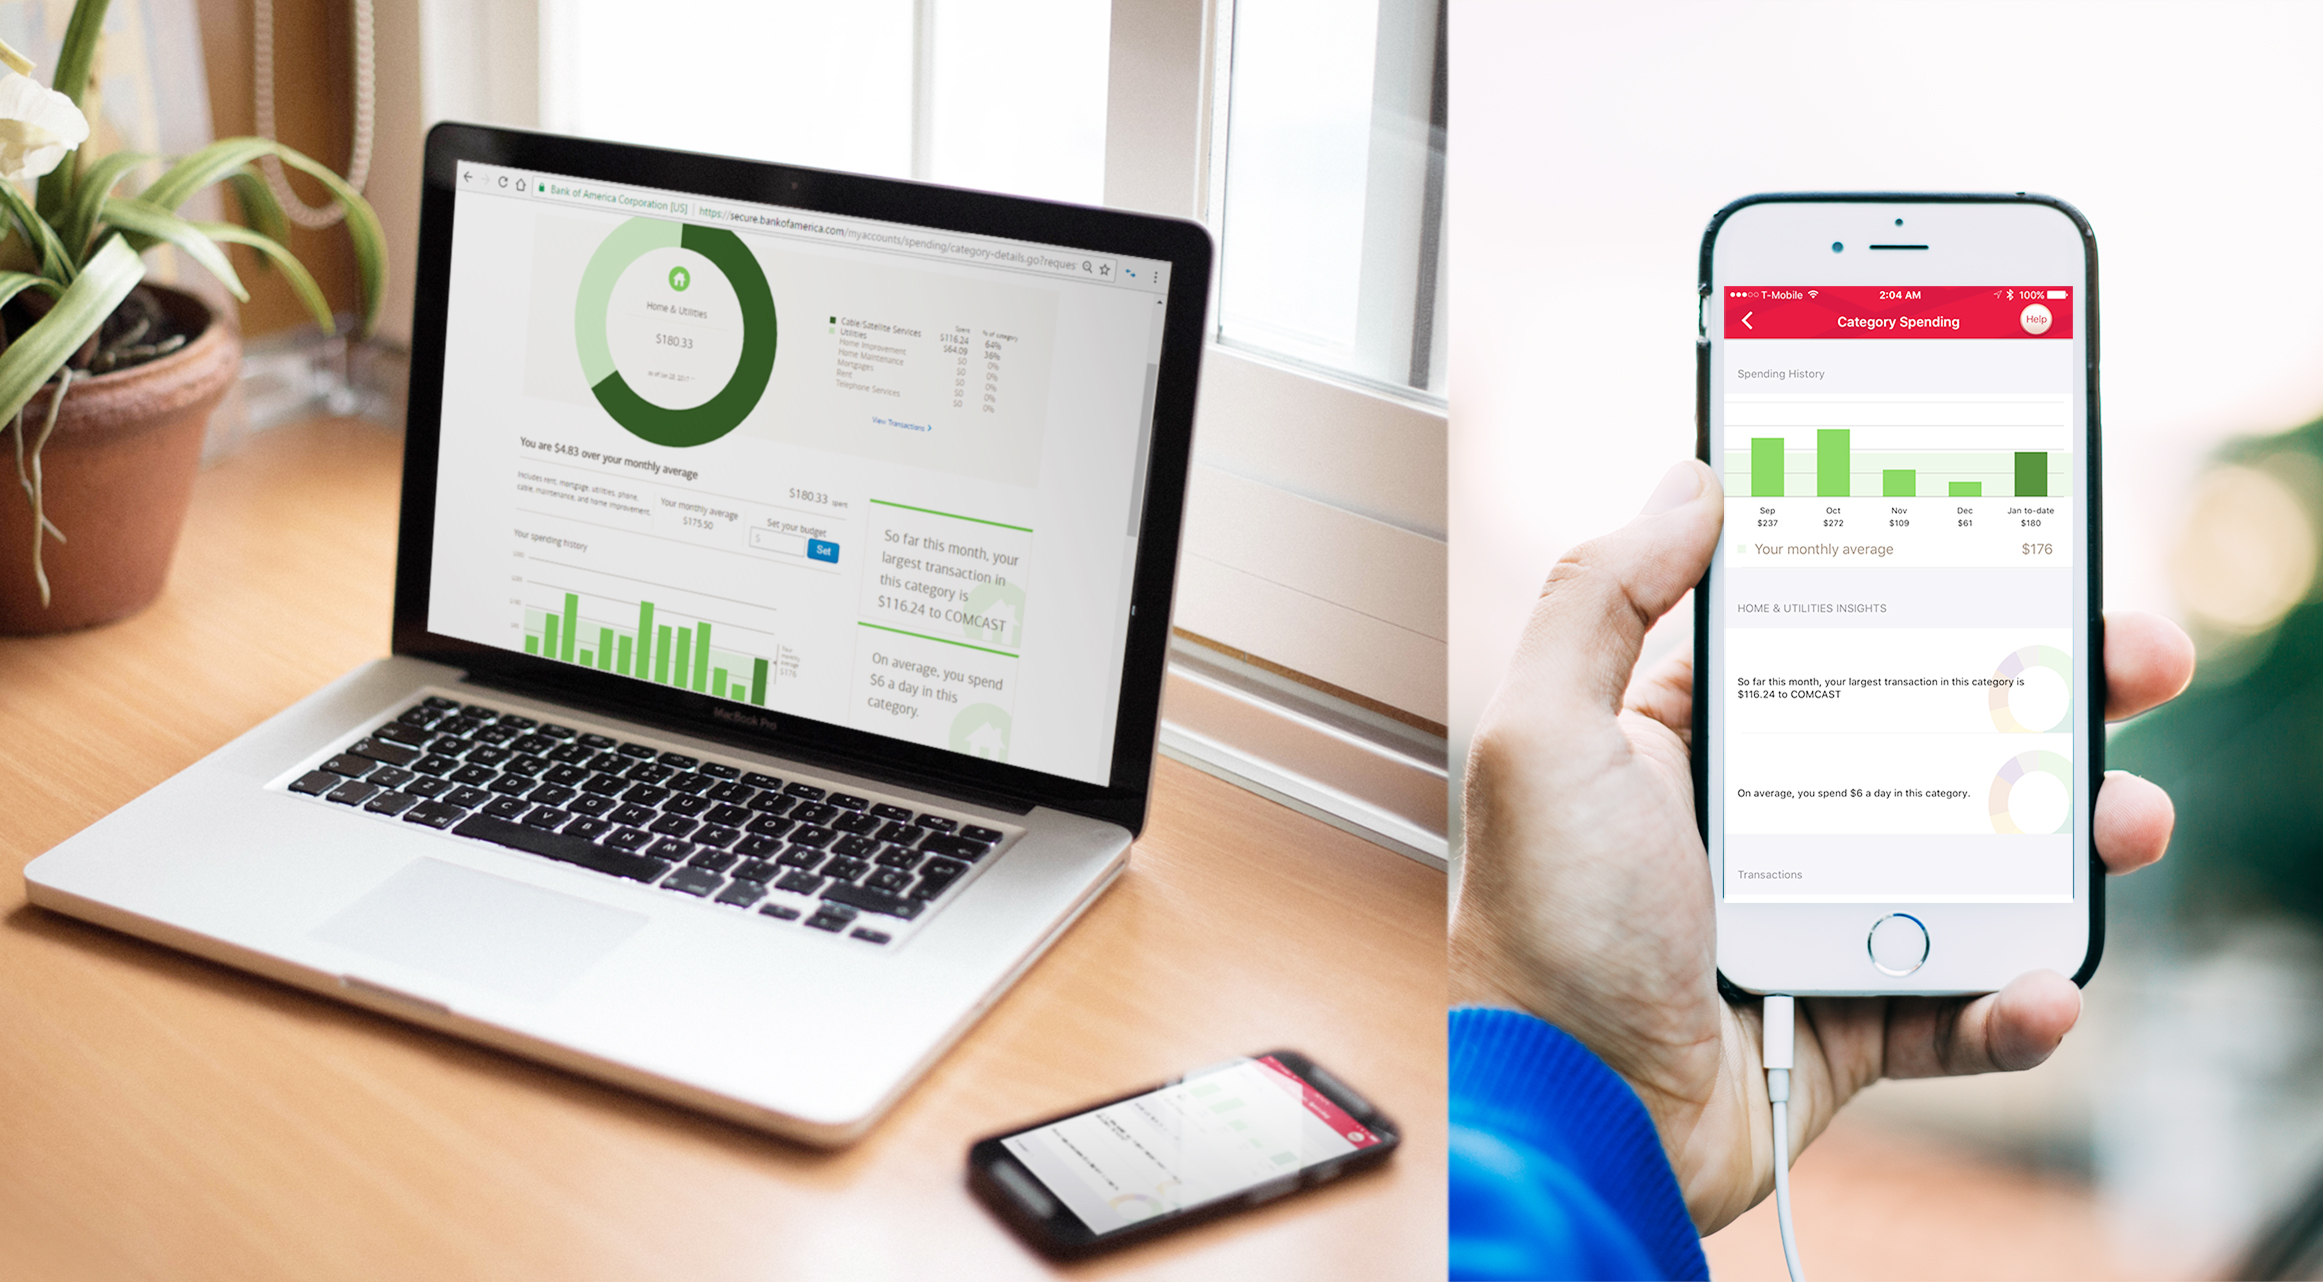 Bank of America Corporation [US]
https://secure.bankofamerica.com/myaccounts/spending/category-details.go?reques
Home & Utilities
$180.33
Spent
% of category
Cable/Satellite Services $116.24 64%
Utilities $64.09 36%
Home Improvement $0 0%
Home Maintenance $0 0%
Mortgages $0 0%
Rent $0 0%
Telephone Services $0 0%
View Transactions
You are $4.83 over your monthly average
$180.33 spent
Includes rent, mortgage, utilities, phone,
cable, maintenance, and home improvement.
Your monthly average
$175.50
Set your budget
$
Set
Your spending history
Your
monthly
average
$176
So far this month, your
largest transaction in
this category is
$116.24 to COMCAST
On average, you spend
$6 a day in this
category.
MacBook Pro
T-Mobile
2:04 AM
100%
Category Spending
Help
Spending History
Sep Oct Nov Dec Jan to-date
$237 $272 $109 $61 $180
Your monthly average $176
HOME & UTILITIES INSIGHTS
So far this month, your largest transaction in this category is
$116.24 to COMCAST
On average, you spend $6 a day in this category.
Transactions